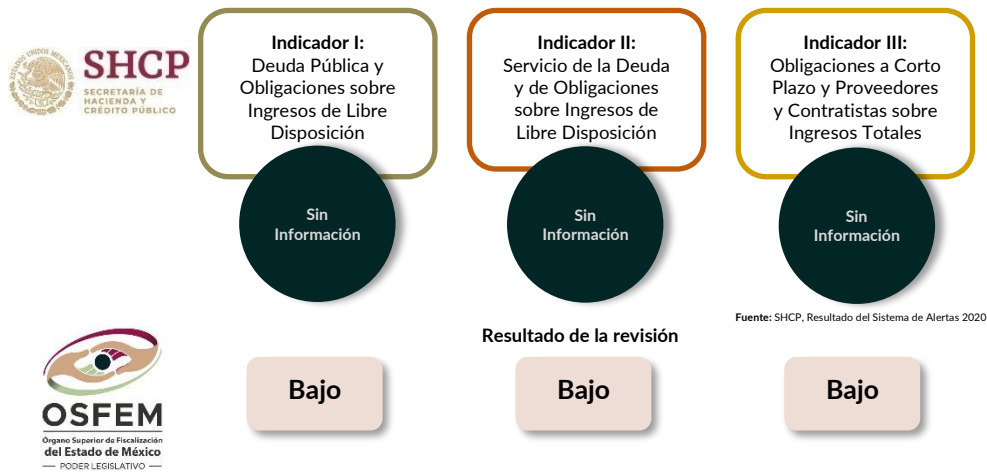 SHCP
SECRETARÍA DE
HACIENDA Y
CRÉDITO PÚBLICO
ESTADOS UNIDOS MEXICANOS
Indicador I:
Deuda Pública y
Obligaciones sobre
Ingresos de Libre
Disposición
Sin
Información
Indicador II:
Servicio de la Deuda
y de Obligaciones
sobre Ingresos de
Libre Disposición
Sin
Información
Indicador III:
Obligaciones a Corto
Plazo y Proveedores
y Contratistas sobre
Ingresos Totales
Sin
Información
Fuente: SHCP, Resultado del Sistema de Alertas 2020
Resultado de la revisión
OSFEM
Órgano Superior de Fiscalización
del Estado de México
PODER LEGISLATIVO
Bajo
Bajo
Bajo